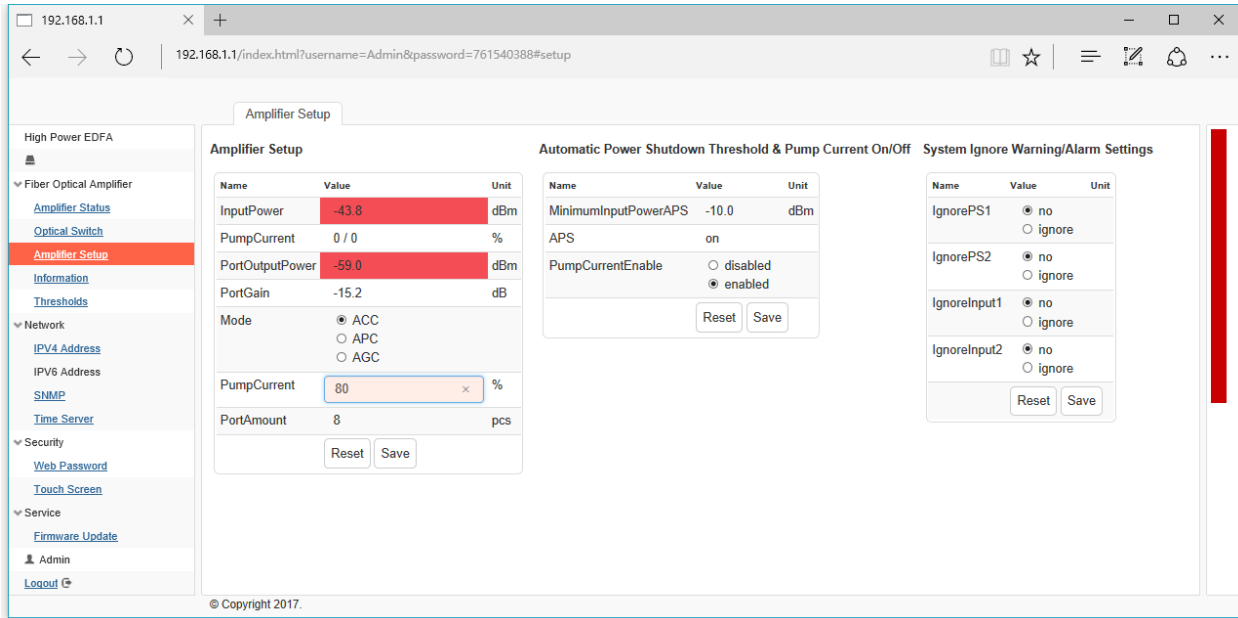 192.168.1.1
192.168.1.1/index.html?username=Admin&password=761540388#setup
Amplifier Setup
High Power EDFA
Fiber Optical Amplifier
Amplifier Status
Optical Switch
Amplifier Setup
Information
Thresholds
Network
IPV4 Address
IPV6 Address
SNMP
Time Server
Security
Web Password
Touch Screen
Service
Firmware Update
Admin
Logout
Amplifier Setup
Name Value Unit
InputPower -43.8 dBm
PumpCurrent 0 / 0 %
PortOutputPower -59.0 dBm
PortGain -15.2 dB
Mode ACC
APC
AGC
PumpCurrent 80 %
PortAmount 8 pcs
Reset Save
Automatic Power Shutdown Threshold & Pump Current On/Off
Name Value Unit
MinimumInputPowerAPS -10.0 dBm
APS on
PumpCurrentEnable disabled
enabled
Reset Save
System Ignore Warning/Alarm Settings
Name Value Unit
IgnorePS1 no
ignore
IgnorePS2 no
ignore
IgnoreInput1 no
ignore
IgnoreInput2 no
ignore
Reset Save
© Copyright 2017.